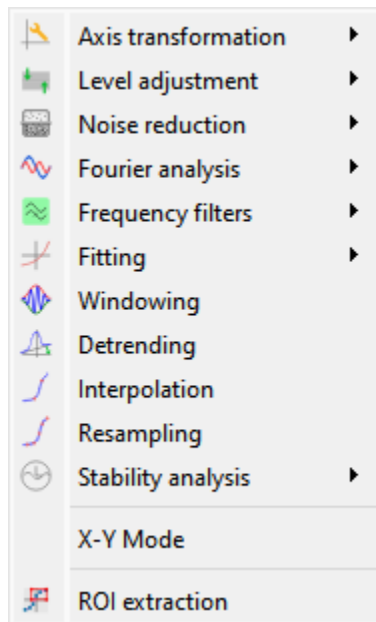 Axis transformation
Level adjustment
Noise reduction
Fourier analysis
Frequency filters
Fitting
Windowing
Detrending
Interpolation
Resampling
Stability analysis
X-Y Mode
ROI extraction